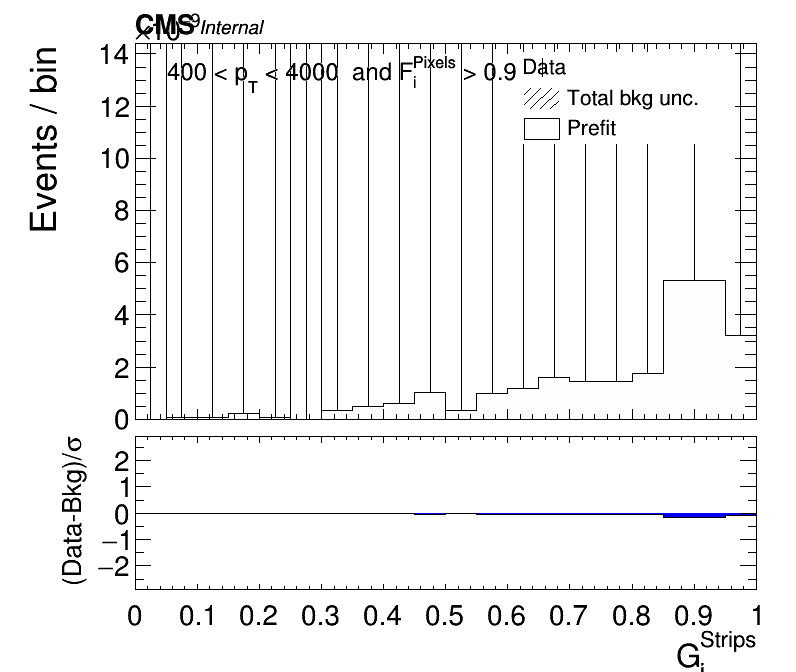 CMS Internal
×10⁹
400 < p_T < 4000 and F_i^Pixels > 0.9
Data
Total bkg unc.
Prefit
Events / bin
14
12
10
8
6
4
2
0
(Data-Bkg)/σ
2
1
0
−1
−2
0 0.1 0.2 0.3 0.4 0.5 0.6 0.7 0.8 0.9 1
G_i^Strips